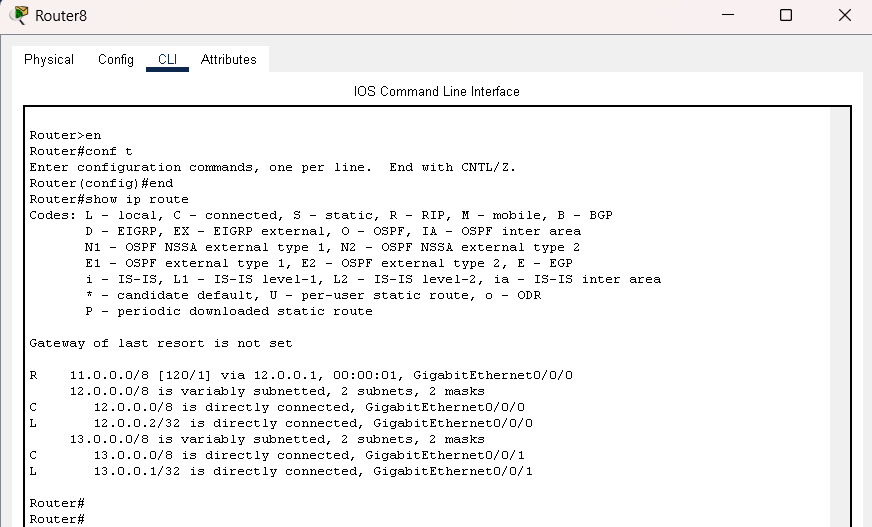 Router8
Physical Config CLI Attributes
IOS Command Line Interface
Router>en
Router#conf t
Enter configuration commands, one per line.  End with CNTL/Z.
Router(config)#end
Router#show ip route
Codes: L - local, C - connected, S - static, R - RIP, M - mobile, B - BGP
       D - EIGRP, EX - EIGRP external, O - OSPF, IA - OSPF inter area
       N1 - OSPF NSSA external type 1, N2 - OSPF NSSA external type 2
       E1 - OSPF external type 1, E2 - OSPF external type 2, E - EGP
       i - IS-IS, L1 - IS-IS level-1, L2 - IS-IS level-2, ia - IS-IS inter area
       * - candidate default, U - per-user static route, o - ODR
       P - periodic downloaded static route
Gateway of last resort is not set
R    11.0.0.0/8 [120/1] via 12.0.0.1, 00:00:01, GigabitEthernet0/0/0
     12.0.0.0/8 is variably subnetted, 2 subnets, 2 masks
C       12.0.0.0/8 is directly connected, GigabitEthernet0/0/0
L       12.0.0.2/32 is directly connected, GigabitEthernet0/0/0
     13.0.0.0/8 is variably subnetted, 2 subnets, 2 masks
C       13.0.0.0/8 is directly connected, GigabitEthernet0/0/1
L       13.0.0.1/32 is directly connected, GigabitEthernet0/0/1
Router#
Router#